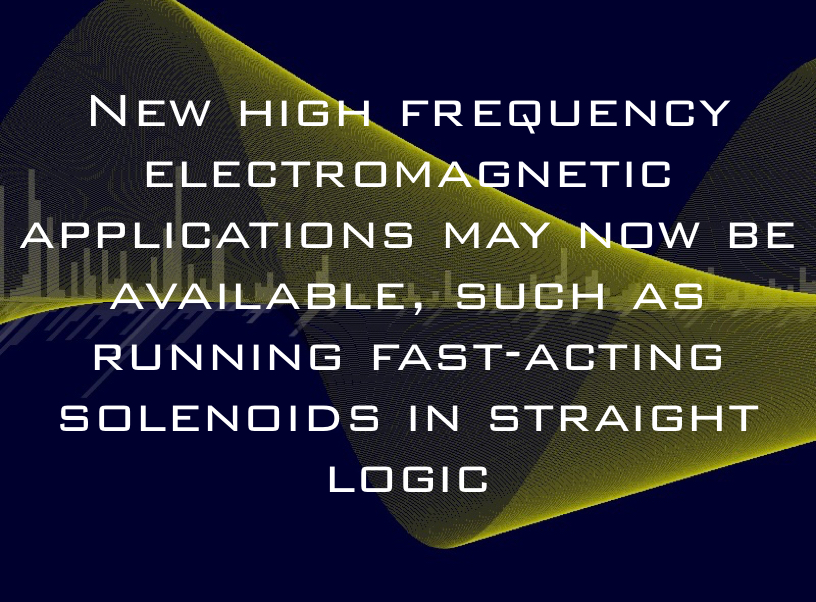 New high frequency
electromagnetic
applications may now be
available, such as
running fast-acting
solenoids in straight
logic